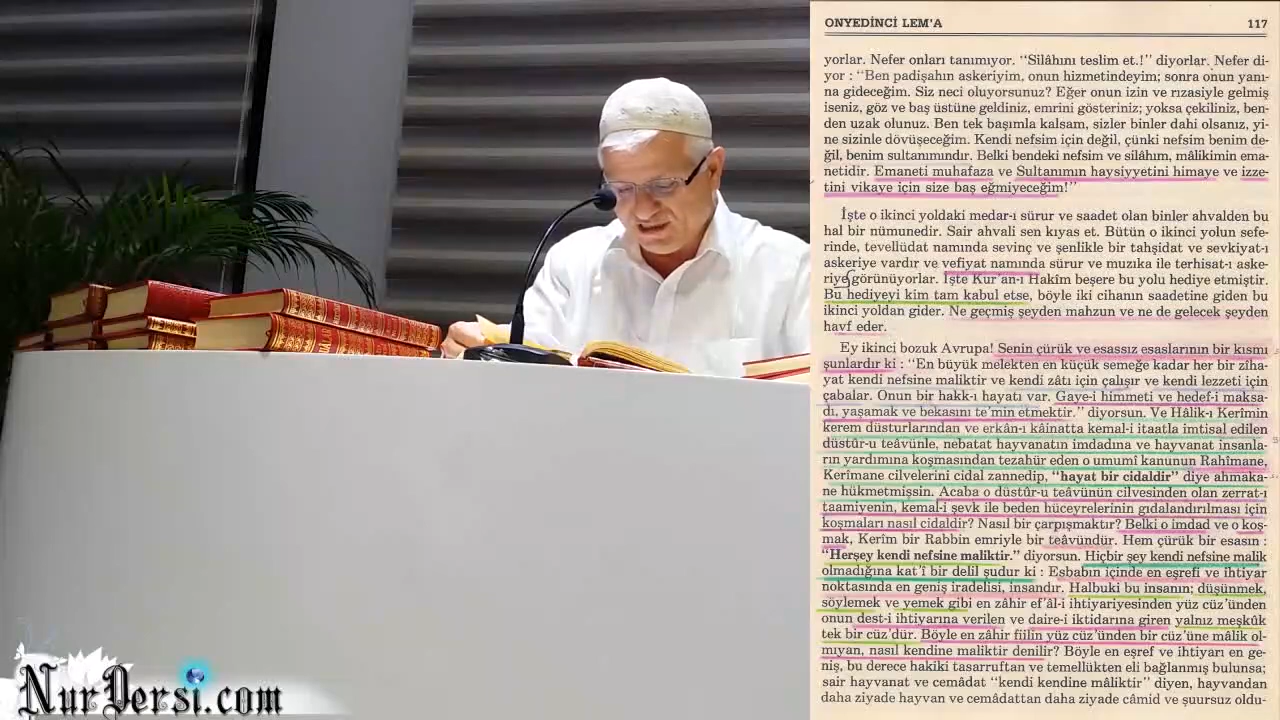 ONYEDİNCİ LEM'A 117
yorlar. Nefer onları tanımıyor. "Silâhını teslim et.!" diyorlar. Nefer di-
yor : "Ben padişahın askeriyim, onun hizmetindeyim; sonra onun yanı-
na gideceğim. Siz neci oluyorsunuz? Eğer onun izin ve rızasiyle gelmiş
iseniz, göz ve baş üstüne geldiniz, emrini gösteriniz; yoksa çekiliniz, ben-
den uzak olunuz. Ben tek başımla kalsam, sizler binler dahi olsanız, yi-
ne sizinle dövüşeceğim. Kendi nefsim için değil, çünki nefsim benim de-
ğil, benim sultanımındır. Belki bendeki nefsim ve silâhım, mâlikimin ema-
netidir. Emaneti muhafaza ve Sultanımın haysiyyetini himaye ve izze-
tini vikaye için size baş eğmiyeceğim!"
İşte o ikinci yoldaki medar-ı sürur ve saadet olan binler ahvalden bu
hal bir nümunedir. Sair ahvali sen kıyas et. Bütün o ikinci yolun sefe-
rinde, tevellüdat namında sevinç ve şenlikle bir tahşidat ve sevkiyat-ı
askeriye vardır ve vefiyat namında sürur ve muzıka ile terhisat-ı aske-
riye görünüyorlar. İşte Kur'an-ı Hakîm beşere bu yolu hediye etmiştir.
Bu hediyeyi kim tam kabul etse, böyle iki cihanın saadetine giden bu
ikinci yoldan gider. Ne geçmiş şeyden mahzun ve ne de gelecek şeyden
havf eder.
Ey ikinci bozuk Avrupa! Senin çürük ve esassız esaslarının bir kısmı
şunlardır ki : "En büyük melekten en küçük semeğe kadar her bir zîha-
yat kendi nefsine maliktir ve kendi zâtı için çalışır ve kendi lezzeti için
çabalar. Onun bir hakk-ı hayatı var. Gaye-i himmeti ve hedef-i maksa-
dı, yaşamak ve bekasını te'min etmektir." diyorsun. Ve Hâlik-ı Kerîmin
kerem düsturlarından ve erkân-ı kâinatta kemal-i itaatla imtisal edilen
düstûr-u teâvünle, nebatat hayvanatın imdadına ve hayvanat insanla-
rın yardımına koşmasından tezahür eden o umumî kanunun Rahîmane,
Kerîmane cilvelerini cidal zannedip, "hayat bir cidaldir" diye ahmaka-
ne hükmetmişsin. Acaba o düstûr-u teâvünün cilvesinden olan zerrat-ı
taamiyenin, kemal-i şevk ile beden hüceyrelerinin gıdalandırılması için
koşmaları nasıl cidaldir? Nasıl bir çarpışmaktır? Belki o imdad ve o koş-
mak, Kerîm bir Rabbin emriyle bir teâvündür. Hem çürük bir esasın :
"Herşey kendi nefsine maliktir." diyorsun. Hiçbir şey kendi nefsine malik
olmadığına kat'î bir delil şudur ki : Esbabın içinde en eşrefi ve ihtiyar
noktasında en geniş iradelisi, insandır. Halbuki bu insanın; düşünmek,
söylemek ve yemek gibi en zâhir ef'âl-i ihtiyariyesinden yüz cüz'ünden
onun dest-i ihtiyarına verilen ve daire-i iktidarına giren yalnız meşkûk
tek bir cüz'dür. Böyle en zâhir fiilin yüz cüz'ünden bir cüz'üne mâlik ol-
mıyan, nasıl kendine maliktir denilir? Böyle en eşref ve ihtiyarı en ge-
niş, bu derece hakiki tasarruftan ve temellükten eli bağlanmış bulunsa;
sair hayvanat ve cemâdat "kendi kendine mâliktir" diyen, hayvandan
daha ziyade hayvan ve cemâdattan daha ziyade câmid ve şuursuz oldu-
NurDersi.com